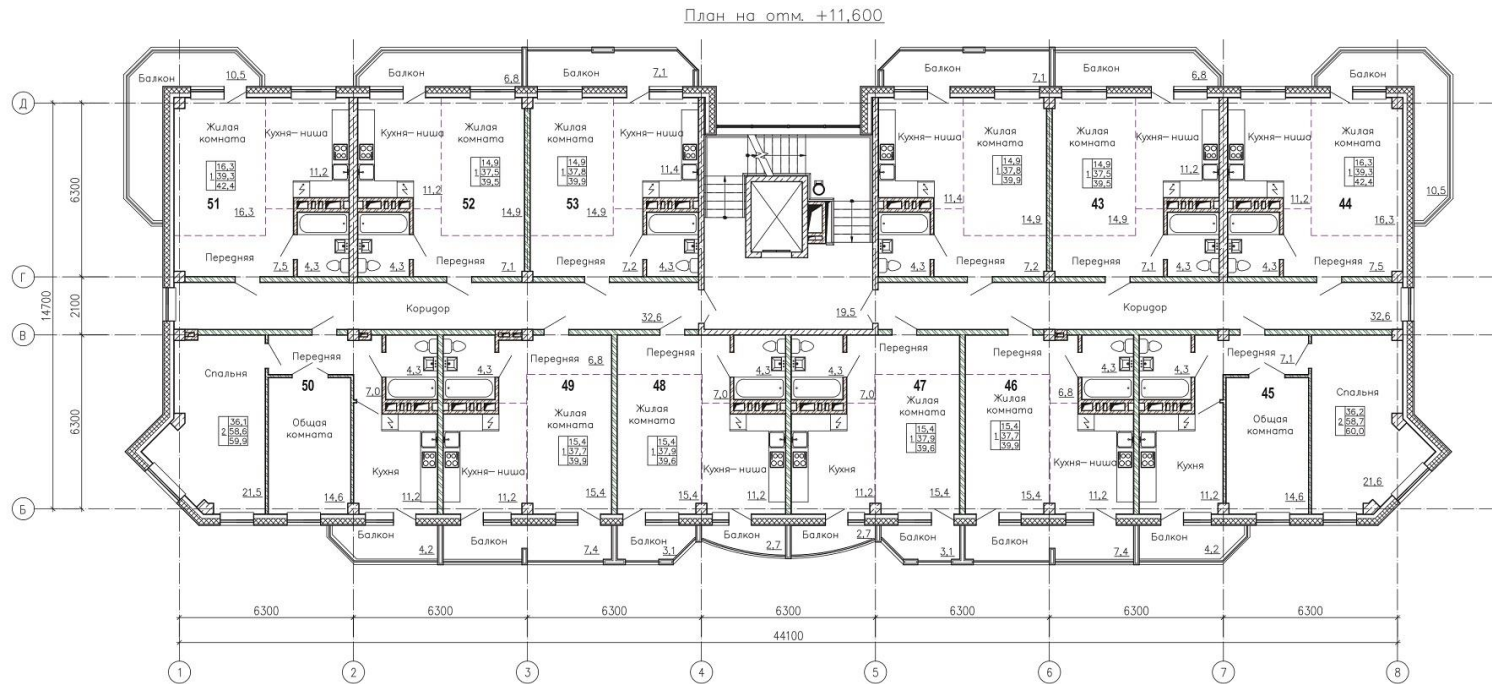 План на отм. +11,600
Балкон 10,5
Балкон 6,8
Балкон 7,1
Балкон 7,1
Балкон 6,8
Балкон 10,5
Д
Жилая комната
Кухня-ниша
Кухня-ниша
Жилая комната
Кухня-ниша
Кухня-ниша
Жилая комната
Жилая комната
Кухня-ниша
Кухня-ниша
Жилая комната
1 16,3 39,3 42,4
11,2
51
16,3
1 14,9 37,5 39,5
11,2
52
14,9
1 14,9 37,8 39,9
11,4
53
14,9
1 14,9 37,8 39,9
11,4
14,9
1 14,9 37,5 39,5
11,2
43
14,9
1 16,3 39,3 42,4
11,2
44
16,3
Передняя 7,5
4,3
4,3
Передняя 7,1
Передняя 7,2
4,3
4,3
Передняя 7,2
Передняя 7,1
4,3
4,3
Передняя 7,5
Г
Коридор 32,6
19,5
Коридор 32,6
В
6300
2100
6300
14700
Спальня
Передняя
50
7,0
4,3
4,3
Передняя 6,8
49
Передняя
48
7,0
4,3
4,3
7,0
Передняя
47
Передняя
46
6,8
4,3
4,3
Передняя 7,1
45
Спальня
2 36,1 58,6 59,9
21,5
Общая комната
14,6
Кухня
11,2
Кухня-ниша
11,2
Жилая комната
1 15,4 37,7 39,9
15,4
Жилая комната
1 15,4 37,9 39,6
15,4
Кухня-ниша
11,2
Кухня
11,2
Жилая комната
1 15,4 37,9 39,6
15,4
Жилая комната
1 15,4 37,7 39,9
15,4
Кухня-ниша
11,2
Кухня
11,2
Общая комната
14,6
2 36,2 58,7 60,0
21,6
Б
Балкон 4,2
Балкон 7,4
Балкон 3,1
Балкон 2,7
Балкон 2,7
Балкон 3,1
Балкон 7,4
Балкон 4,2
6300 6300 6300 6300 6300 6300 6300
44100
1 2 3 4 5 6 7 8